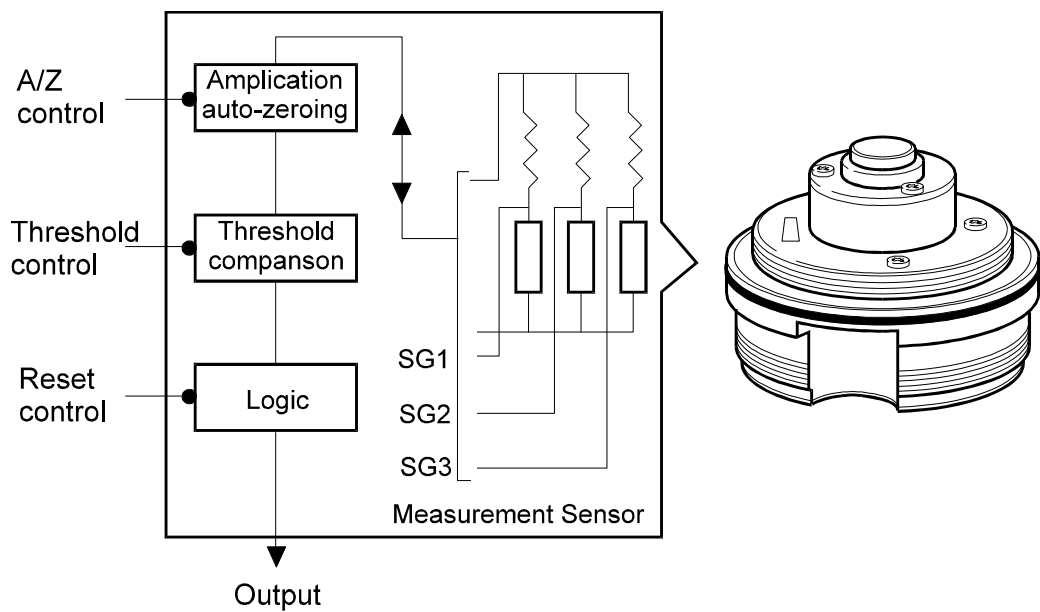 A/Z
control
Amplication
auto-zeroing
Threshold
control
Threshold
companson
Reset
control
Logic
SG1
SG2
SG3
Measurement Sensor
Output